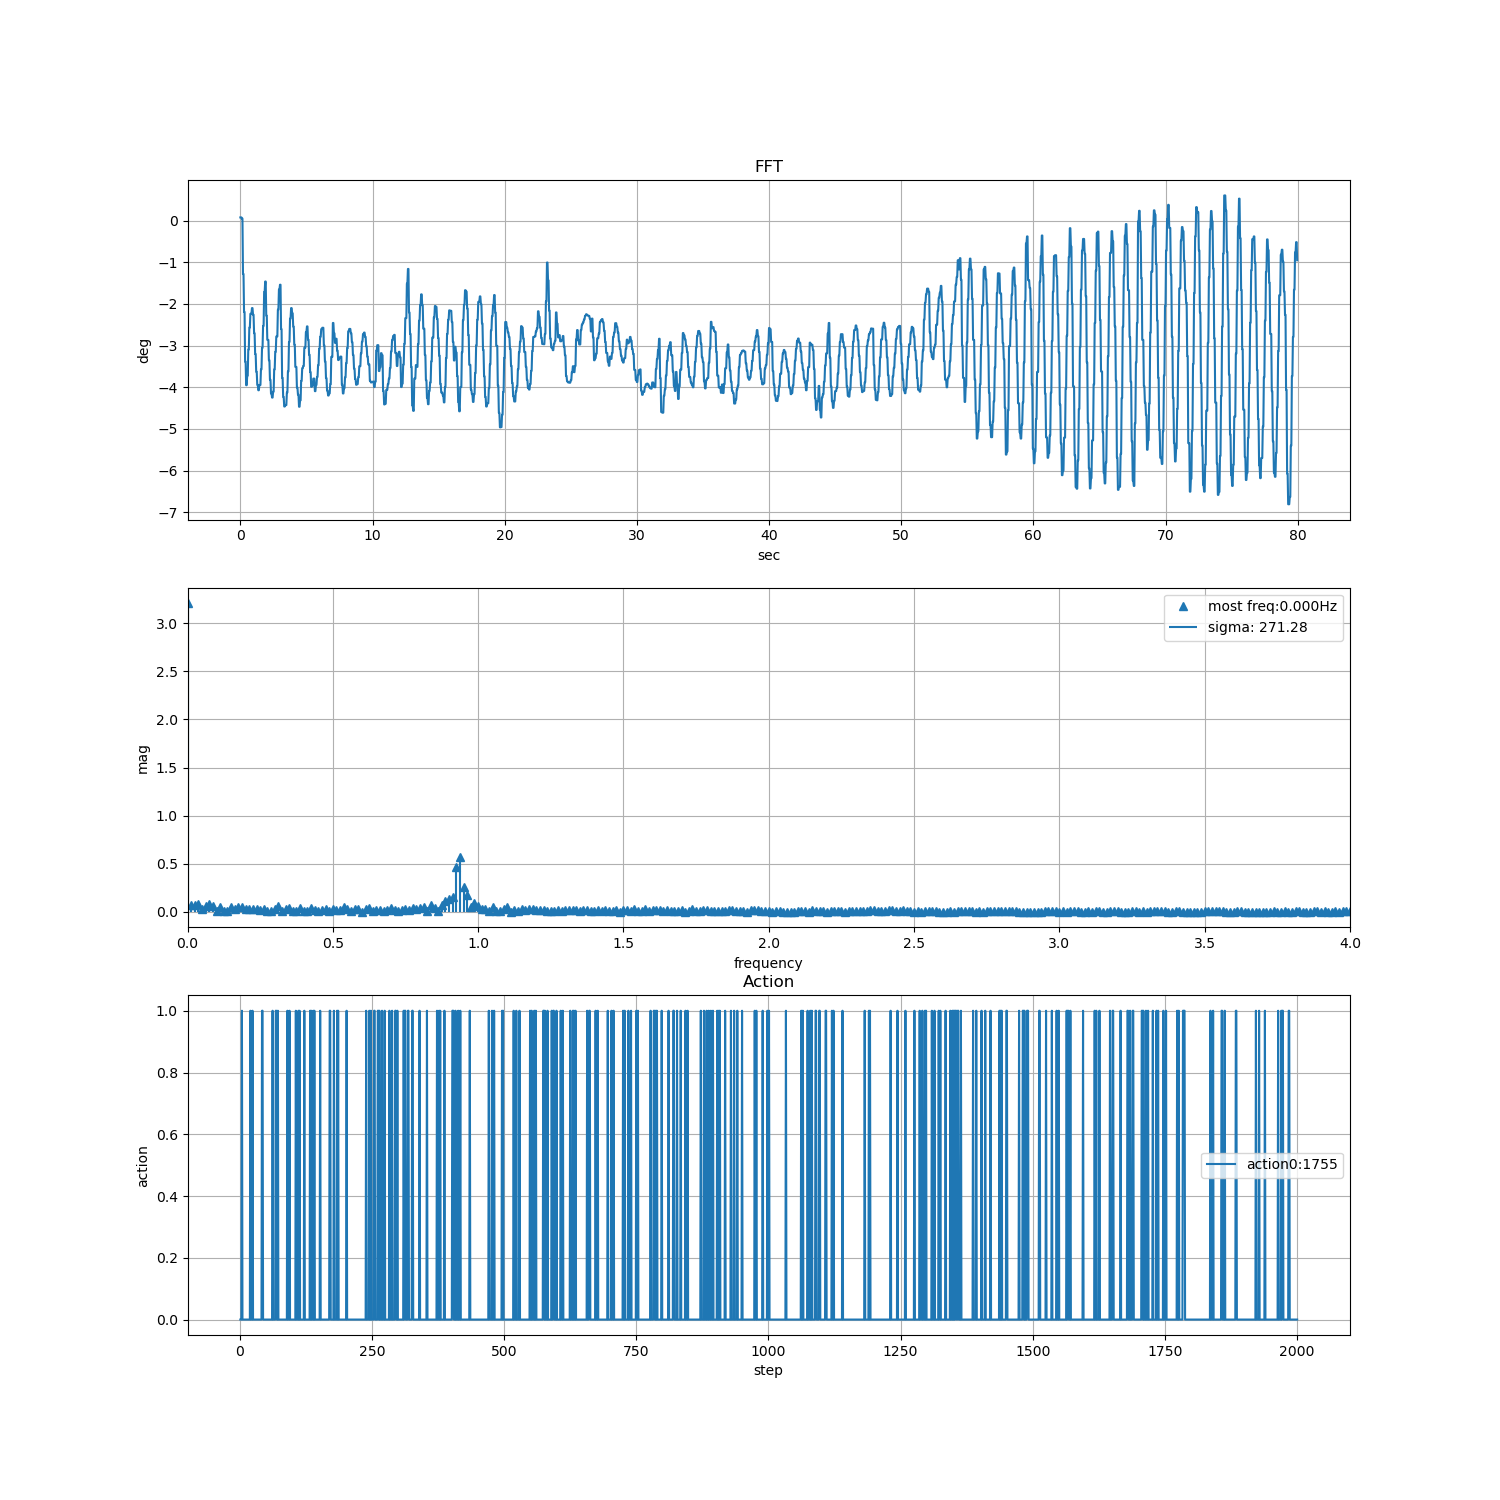 FFT
0
−1
−2
−3
−4
−5
−6
−7
deg
0 10 20 30 40 50 60 70 80
sec
most freq:0.000Hz
sigma: 271.28
3.0
2.5
2.0
1.5
1.0
0.5
0.0
mag
0.0 0.5 1.0 1.5 2.0 2.5 3.0 3.5 4.0
frequency
Action
1.0
0.8
0.6
0.4
0.2
0.0
action
action0:1755
0 250 500 750 1000 1250 1500 1750 2000
step